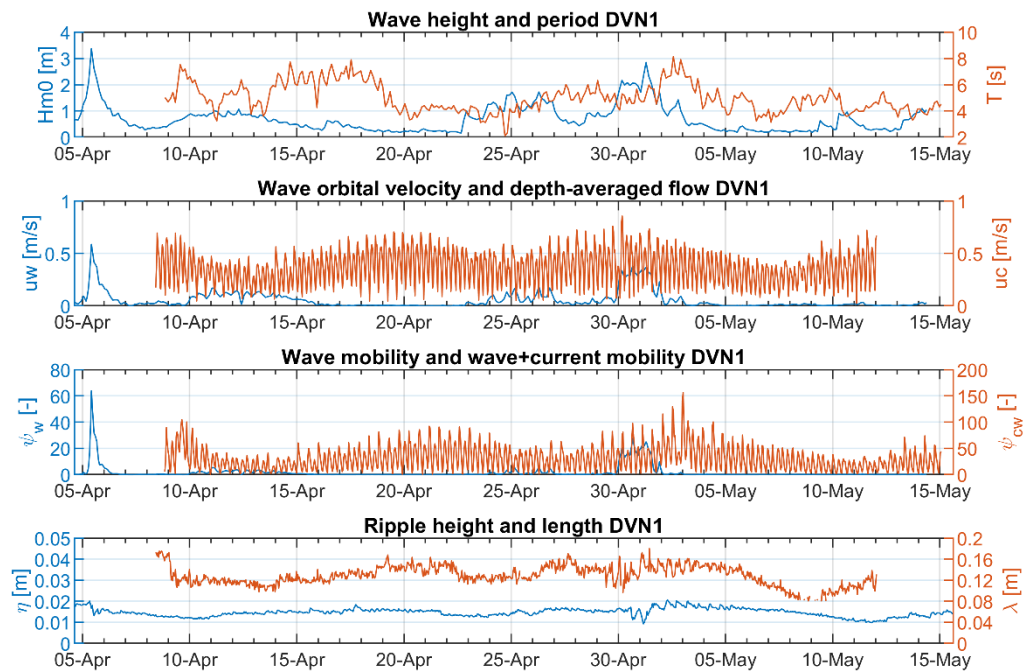 Wave height and period DVN1
Hm0 [m]
4
3
2
1
0
10
8
6
4
2
T [s]
05-Apr 10-Apr 15-Apr 20-Apr 25-Apr 30-Apr 05-May 10-May 15-May
Wave orbital velocity and depth-averaged flow DVN1
uw [m/s]
1
0.5
0
1
0.5
0
uc [m/s]
05-Apr 10-Apr 15-Apr 20-Apr 25-Apr 30-Apr 05-May 10-May 15-May
Wave mobility and wave+current mobility DVN1
ψw [-]
80
60
40
20
0
200
150
100
50
0
ψcw [-]
05-Apr 10-Apr 15-Apr 20-Apr 25-Apr 30-Apr 05-May 10-May 15-May
Ripple height and length DVN1
η [m]
0.05
0.04
0.03
0.02
0.01
0
0.2
0.16
0.12
0.08
0.04
0
λ [m]
05-Apr 10-Apr 15-Apr 20-Apr 25-Apr 30-Apr 05-May 10-May 15-May